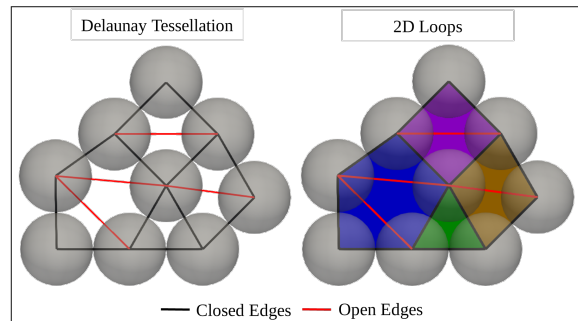 Delaunay Tessellation
2D Loops
Closed Edges
Open Edges